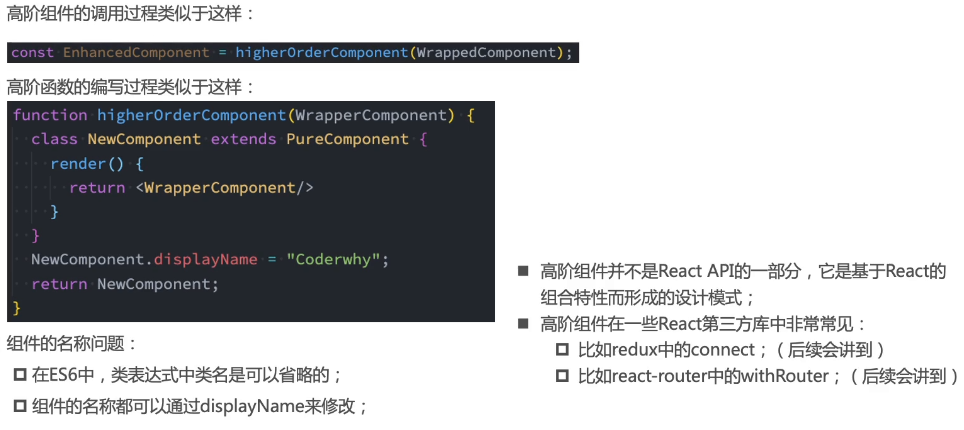 高阶组件的调用过程类似于这样：
const EnhancedComponent = higherOrderComponent(WrappedComponent);
高阶函数的编写过程类似于这样：
function higherOrderComponent(WrapperComponent) {
  class NewComponent extends PureComponent {
    render() {
      return <WrapperComponent/>
    }
  }
  NewComponent.displayName = "Coderwhy";
  return NewComponent;
}
组件的名称问题：
在ES6中，类表达式中类名是可以省略的；
组件的名称都可以通过displayName来修改；
高阶组件并不是React API的一部分，它是基于React的
组合特性而形成的设计模式；
高阶组件在一些React第三方库中非常常见：
比如redux中的connect；（后续会讲到）
比如react-router中的withRouter；（后续会讲到）